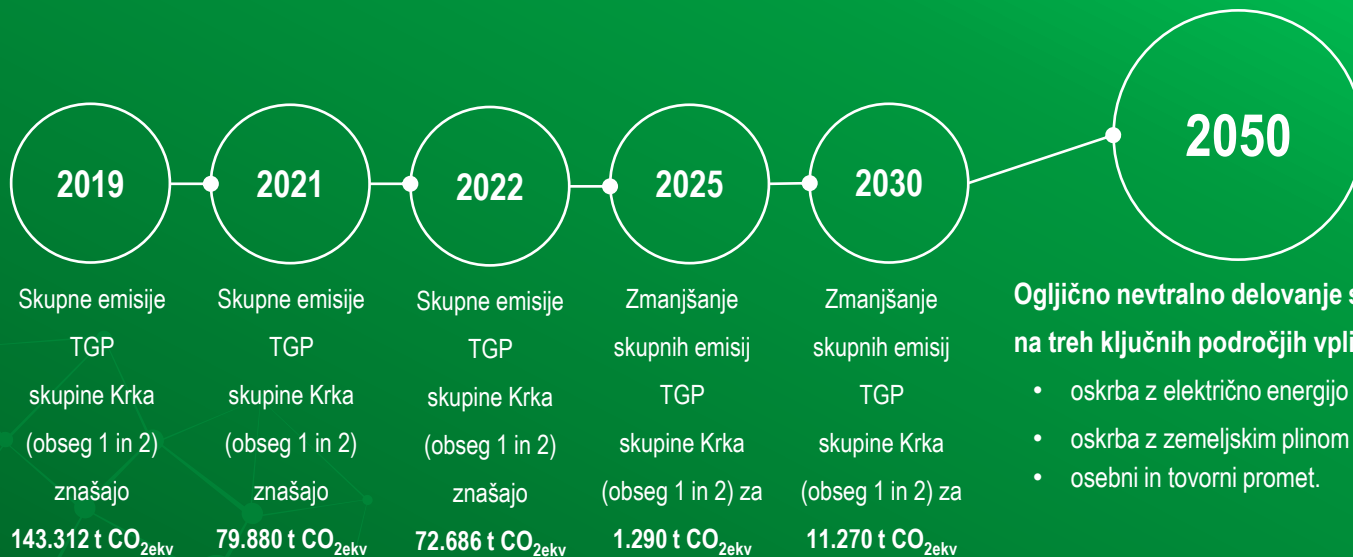 2019
Skupne emisije
TGP
skupine Krka
(obseg 1 in 2)
znašajo
143.312 t CO2ekv
2021
Skupne emisije
TGP
skupine Krka
(obseg 1 in 2)
znašajo
79.880 t CO2ekv
2022
Skupne emisije
TGP
skupine Krka
(obseg 1 in 2)
znašajo
72.686 t CO2ekv
2025
Zmanjšanje
skupnih emisij
TGP
skupine Krka
(obseg 1 in 2) za
1.290 t CO2ekv
2030
Zmanjšanje
skupnih emisij
TGP
skupine Krka
(obseg 1 in 2) za
11.270 t CO2ekv
2050
Ogljično nevtralno delovanje
na treh ključnih področjih
• oskrba z električno energijo
• oskrba z zemeljskim plinom
• osebni in tovorni promet.